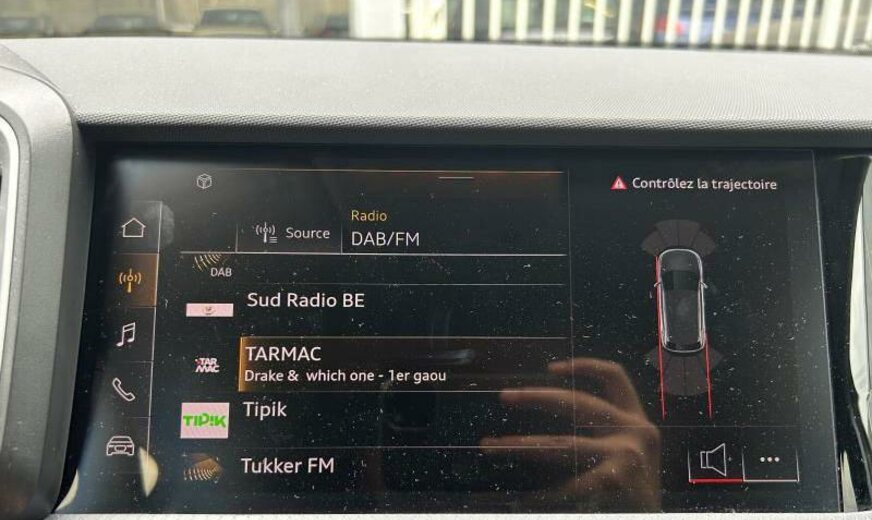 Contrôlez la trajectoire
Source
Radio
DAB/FM
DAB
Sud Radio BE
TAR
MAC
TARMAC
Drake & which one - 1er gaou
TIPIK
Tipik
Tukker FM